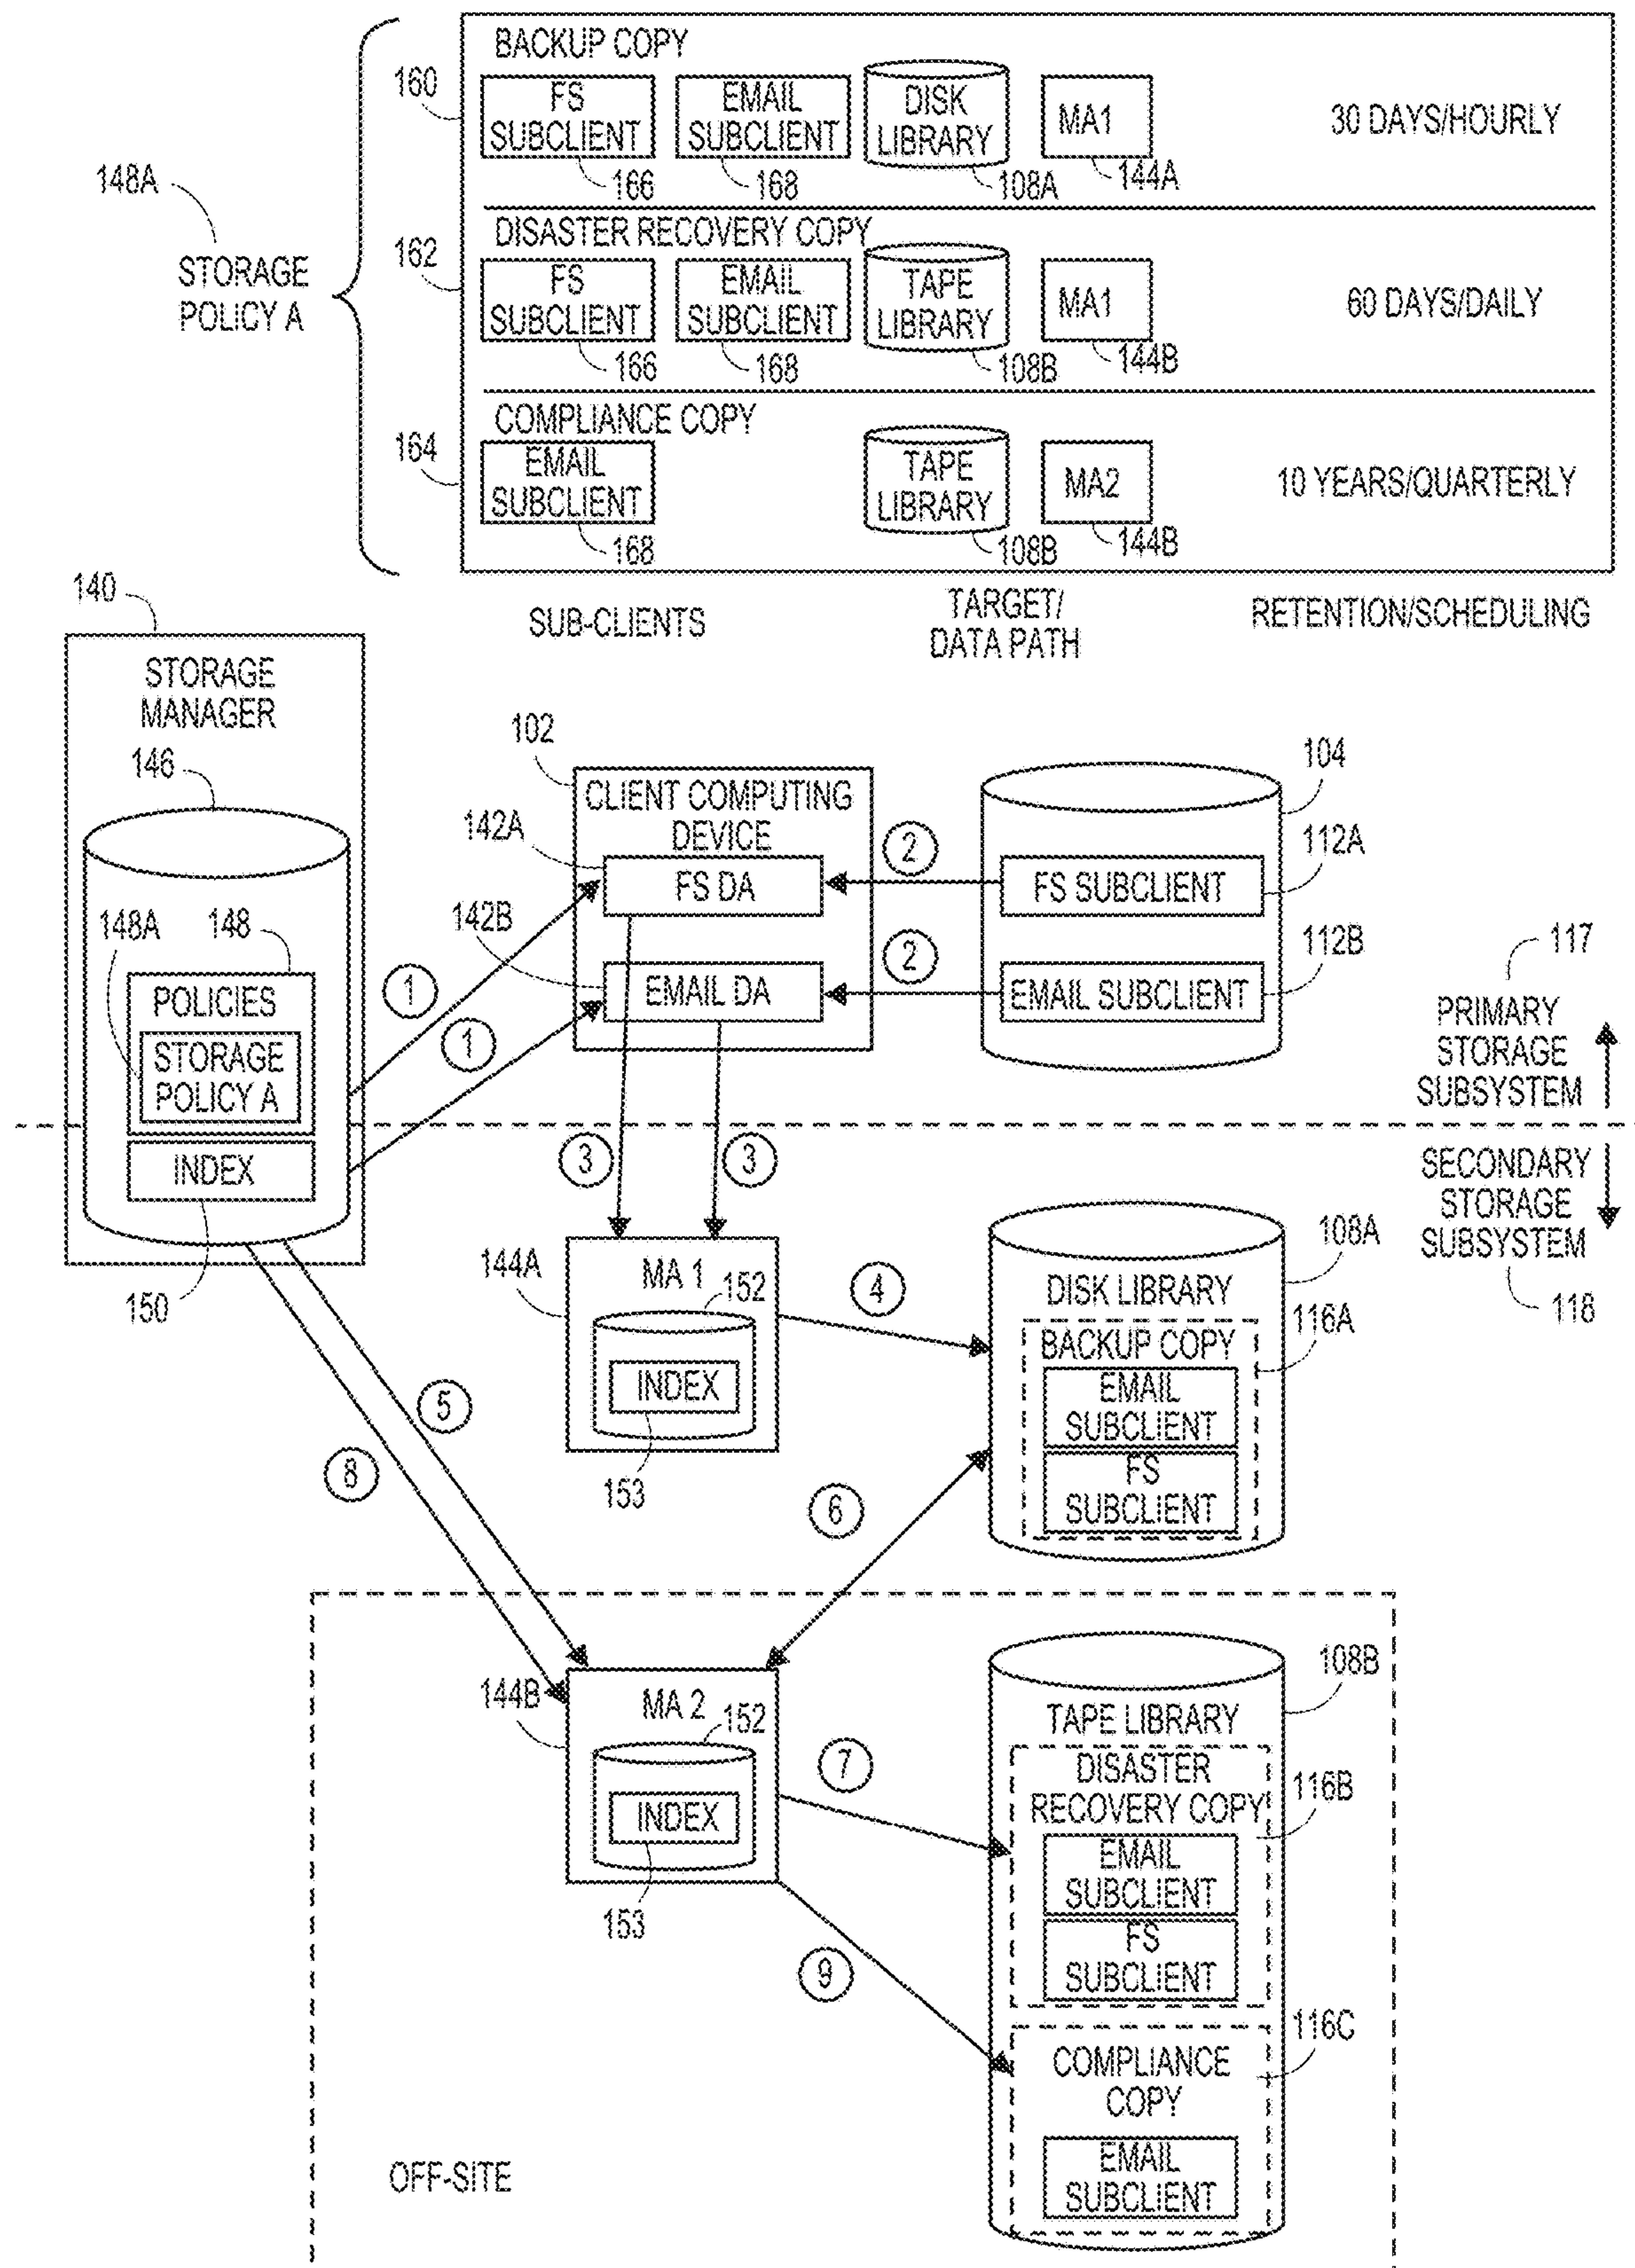 BACKUP COPY
160
FS
SUBCLIENT
166
EMAIL
SUBCLIENT
168
DISK
LIBRARY
108A
MA1
144A
30 DAYS/HOURLY
148A
STORAGE
POLICY A
DISASTER RECOVERY COPY
162
FS
SUBCLIENT
166
EMAIL
SUBCLIENT
168
TAPE
LIBRARY
108B
MA1
144B
60 DAYS/DAILY
COMPLIANCE COPY
164
EMAIL
SUBCLIENT
168
TAPE
LIBRARY
108B
MA2
144B
10 YEARS/QUARTERLY
SUB-CLIENTS
TARGET/
DATA PATH
RETENTION/SCHEDULING
140
STORAGE
MANAGER
146
148A
148
POLICIES
STORAGE
POLICY A
INDEX
150
102
CLIENT COMPUTING
DEVICE
142A
FS DA
142B
EMAIL DA
104
112A
FS SUBCLIENT
112B
EMAIL SUBCLIENT
1
1
2
2
117
PRIMARY
STORAGE
SUBSYSTEM
SECONDARY
STORAGE
SUBSYSTEM
118
3
3
144A
MA 1
152
INDEX
153
4
108A
DISK LIBRARY
116A
BACKUP COPY
EMAIL
SUBCLIENT
FS
SUBCLIENT
5
8
6
144B
MA 2
152
INDEX
153
7
9
108B
TAPE LIBRARY
DISASTER
RECOVERY COPY
116B
EMAIL
SUBCLIENT
FS
SUBCLIENT
116C
COMPLIANCE
COPY
EMAIL
SUBCLIENT
OFF-SITE